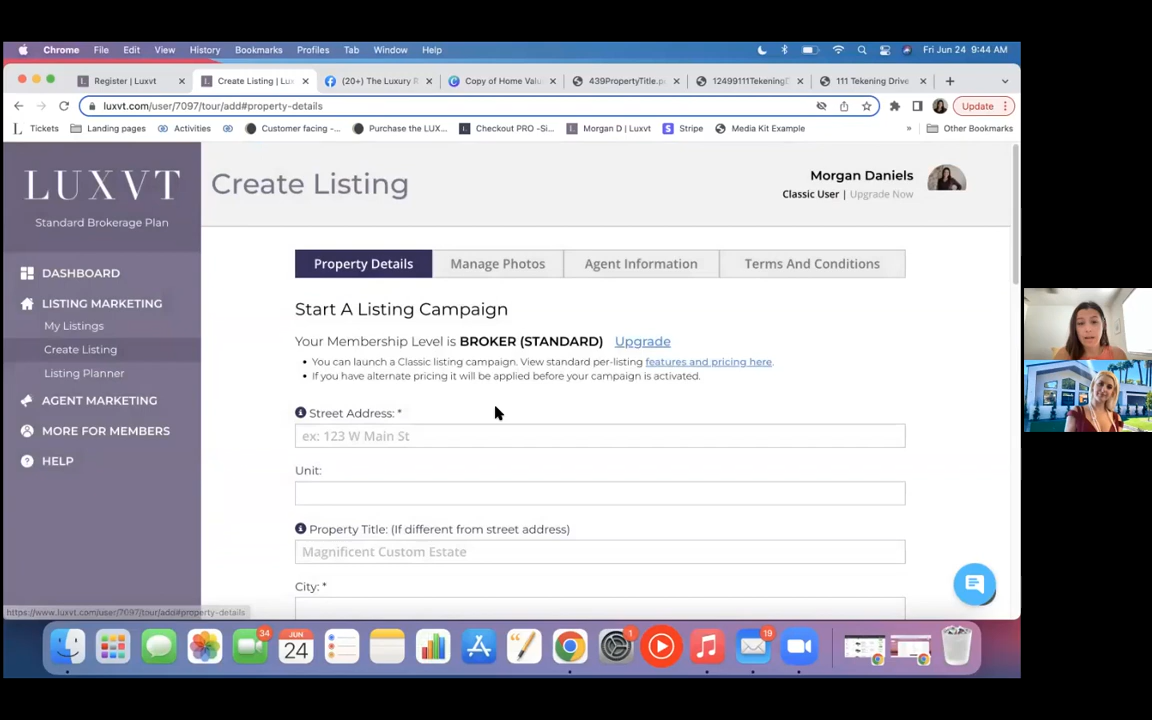 Chrome File Edit View History Bookmarks Profiles Tab Window Help Fri Jun 24 9:44 AM
Register | Luxvt Create Listing | Lux (20+) The Luxury Copy of Home Valu 439PropertyTitle.p 12499111Tekening 111 Tekening Drive
luxvt.com/user/7097/tour/add#property-details Update
Tickets Landing pages Activities Customer facing -... Purchase the LUX... Checkout PRO -Si... Morgan D | Luxvt Stripe Media Kit Example » Other Bookmarks
LUXVT
Standard Brokerage Plan
DASHBOARD
LISTING MARKETING
My Listings
Create Listing
Listing Planner
AGENT MARKETING
MORE FOR MEMBERS
HELP
Create Listing
Morgan Daniels
Classic User | Upgrade Now
Property Details Manage Photos Agent Information Terms And Conditions
Start A Listing Campaign
Your Membership Level is BROKER (STANDARD) Upgrade
• You can launch a Classic listing campaign. View standard per-listing features and pricing here.
• If you have alternate pricing it will be applied before your campaign is activated.
Street Address: *
ex: 123 W Main St
Unit:
Property Title: (If different from street address)
Magnificent Custom Estate
City: *
https://www.luxvt.com/user/7097/tour/add#property-details
34
JUN
24
1
19